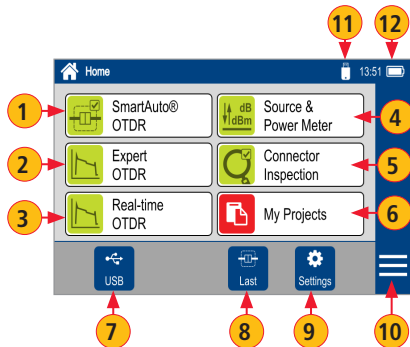 11 12
Home 13:51
1 SmartAuto®
OTDR
dB
dBm
Source &
Power Meter 4
2 Expert
OTDR
Connector
Inspection 5
3 Real-time
OTDR
My Projects 6
USB Last Settings
7 8 9 10